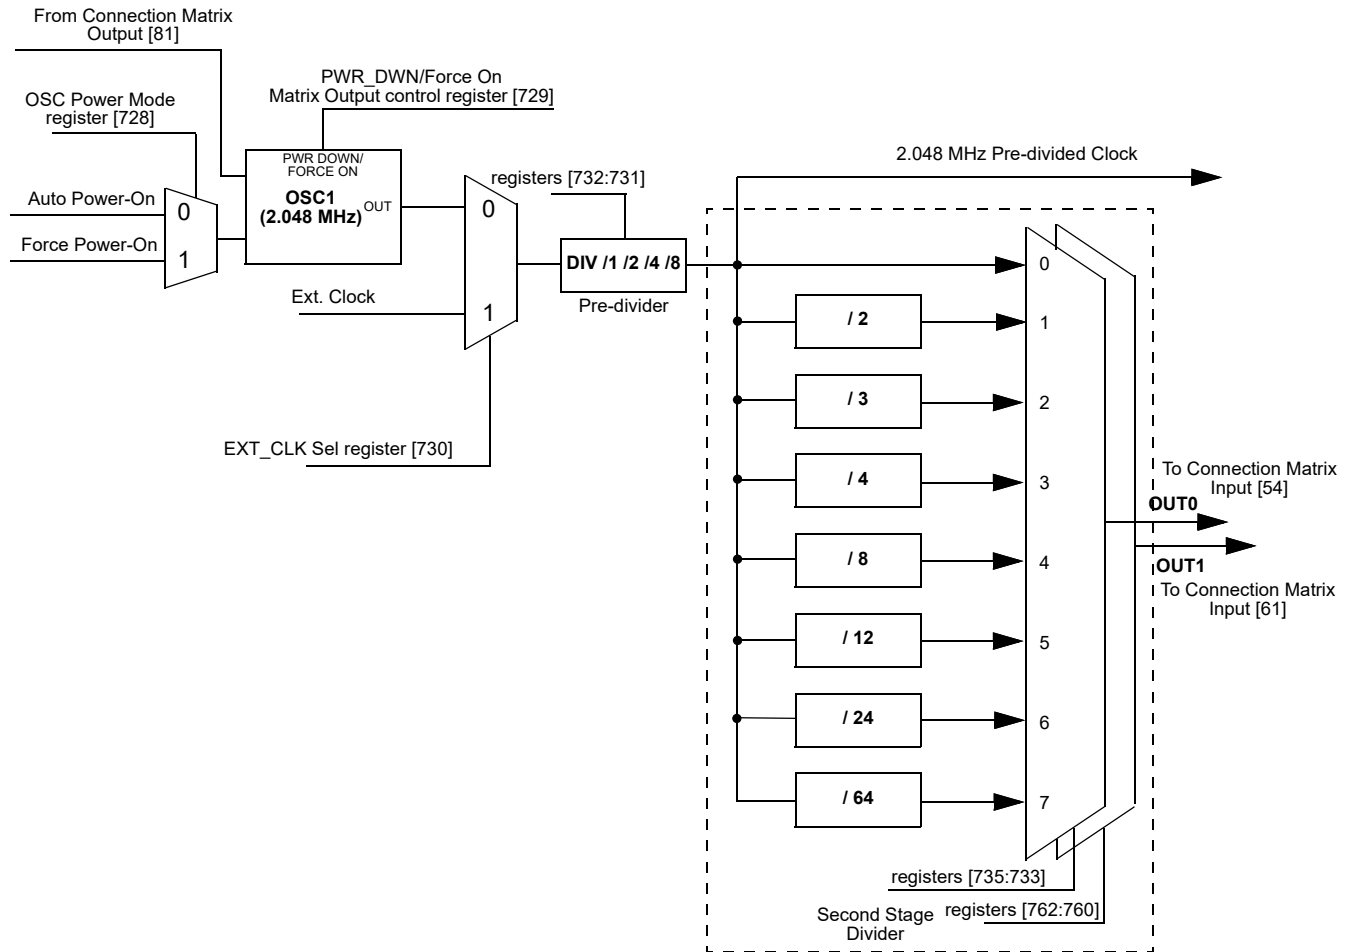 From Connection Matrix
Output [81]
PWR_DWN/Force On
Matrix Output control register [729]
OSC Power Mode
register [728]
PWR DOWN/
FORCE ON
OSC1
(2.048 MHz)
OUT
Auto Power-On
0
Force Power-On
1
0
Ext. Clock
1
EXT_CLK Sel register [730]
registers [732:731]
DIV /1 /2 /4 /8
Pre-divider
2.048 MHz Pre-divided Clock
0
/ 2
1
/ 3
2
/ 4
3
/ 8
4
/ 12
5
/ 24
6
/ 64
7
To Connection Matrix
Input [54]
OUT0
OUT1
To Connection Matrix
Input [61]
registers [735:733]
registers [762:760]
Second Stage
Divider